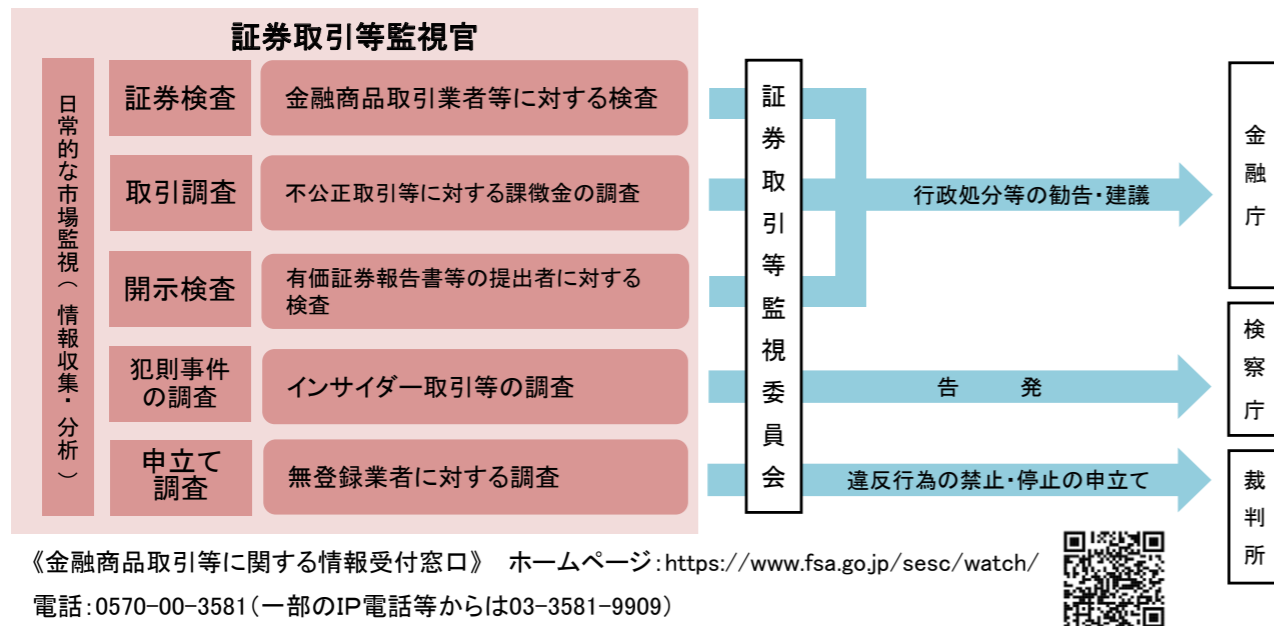 証券取引等監視官
日常的な市場監視(情報収集・分析)
証券検査
金融商品取引業者等に対する検査
取引調査
不公正取引等に対する課徴金の調査
開示検査
有価証券報告書等の提出者に対する
検査
犯則事件
の調査
インサイダー取引等の調査
申立て
調査
無登録業者に対する調査
証券取引等監視委員会
行政処分等の勧告・建議
金融庁
告　発
検察庁
違反行為の禁止・停止の申立て
裁判所
《金融商品取引等に関する情報受付窓口》　ホームページ:https://www.fsa.go.jp/sesc/watch/
電話:0570-00-3581(一部のIP電話等からは03-3581-9909)